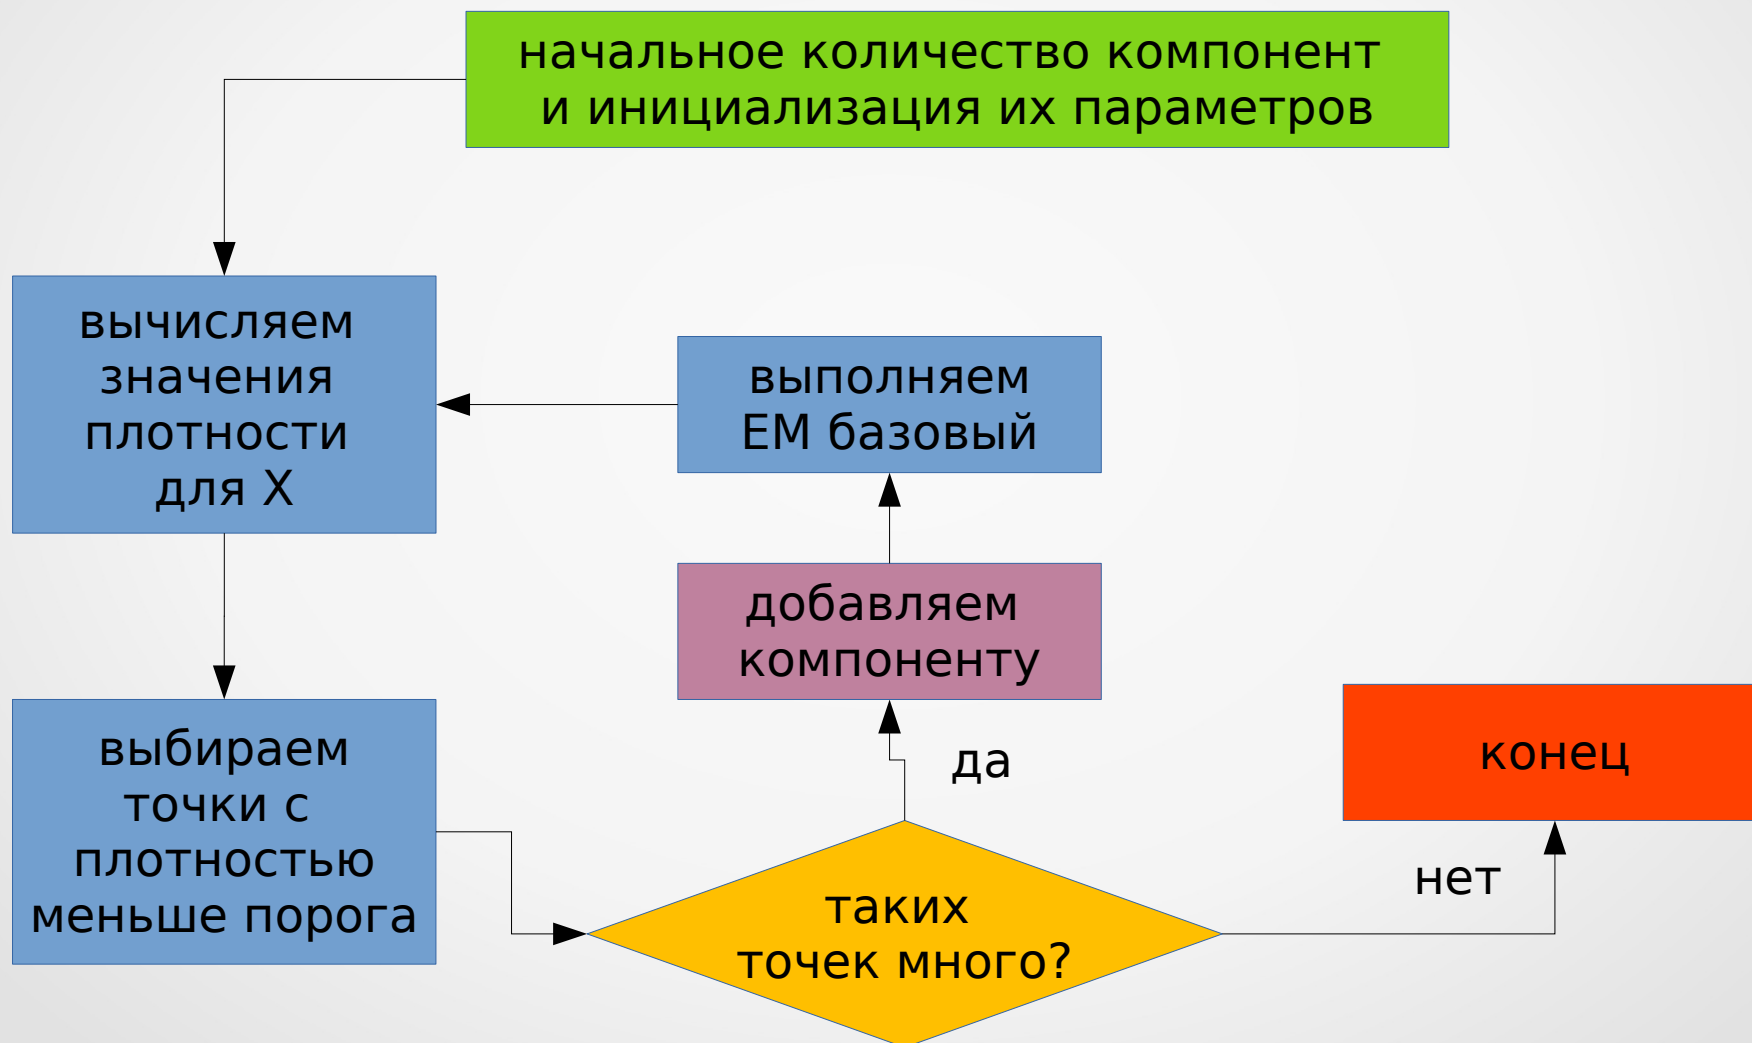 начальное количество компонент
и инициализация их параметров
вычисляем
значения
плотности
для X
выполняем
EM базовый
добавляем
компоненту
выбираем
точки с
плотностью
меньше порога
да
конец
нет
таких
точек много?